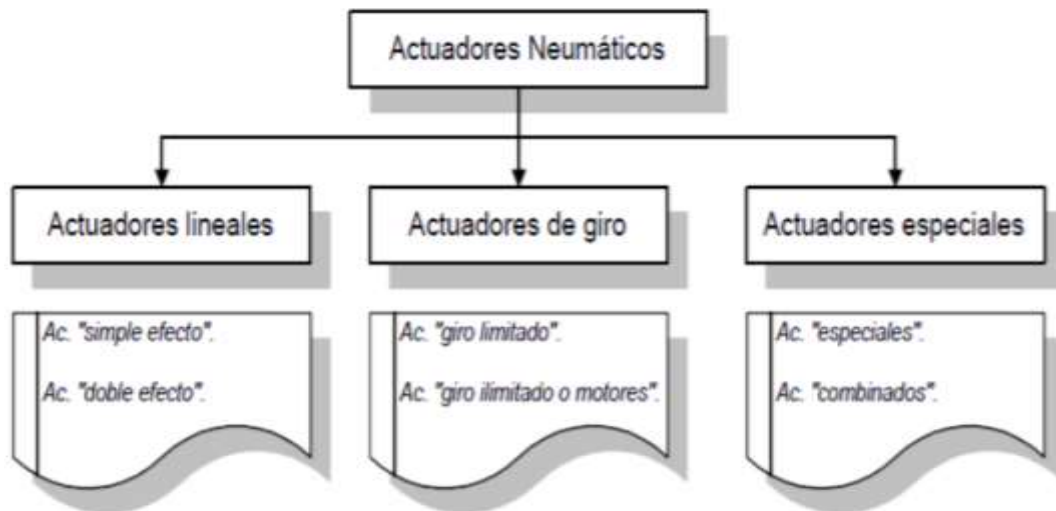 Actuadores Neumáticos
Actuadores lineales
Ac. "simple efecto".
Ac. "doble efecto".
Actuadores de giro
Ac. "giro limitado".
Ac. "giro ilimitado o motores".
Actuadores especiales
Ac. "especiales".
Ac. "combinados".